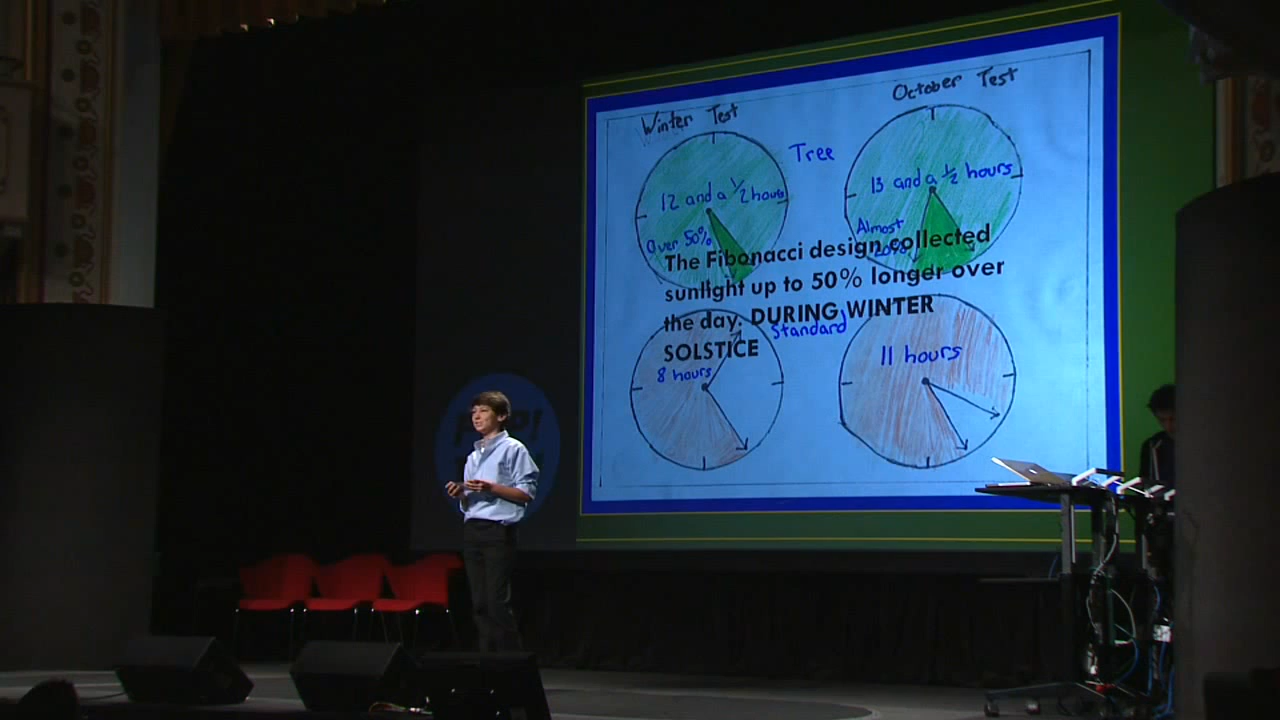 Winter Test
October Test
Tree
12 and a 1/2 hours
13 and a 1/2 hours
Over 50%
Almost
20%
The Fibonacci design collected
sunlight up to 50% longer over
the day. DURING WINTER
SOLSTICE
Standard
8 hours
11 hours